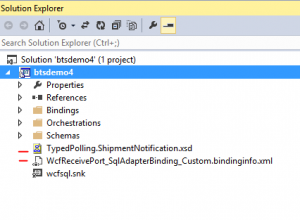 Solution Explorer
Search Solution Explorer (Ctrl+;)
Solution 'btsdemo4' (1 project)
btsdemo4
Properties
References
Bindings
Orchestrations
Schemas
TypedPolling.ShipmentNotification.xsd
WcfReceivePort_SqlAdapterBinding_Custom.bindinginfo.xml
wcfsql.snk